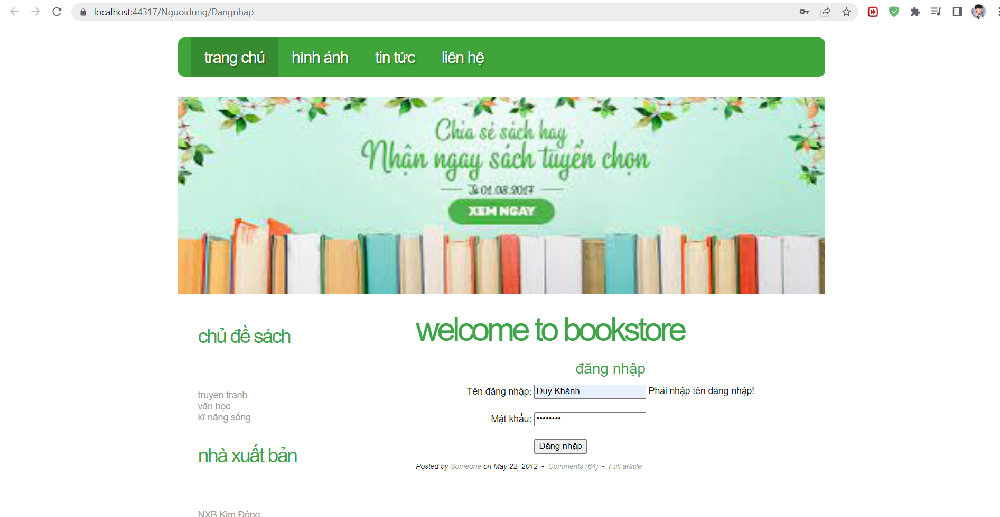 localhost:44317/Nguoidung/Dangnhap
trang chủ hình ảnh tin tức liên hệ
Chia sẻ sách hay
Nhận ngay sách tuyển chọn
Từ 01.08.2017
XEM NGAY
chủ đề sách
truyen tranh
văn học
kĩ năng sống
nhà xuất bản
NXB Kim Đồng
welcome to bookstore
đăng nhập
Tên đăng nhập: Duy Khánh Phải nhập tên đăng nhập!
Mật khẩu: ••••••••
Đăng nhập
Posted by Someone on May 22, 2012 • Comments (64) • Full article